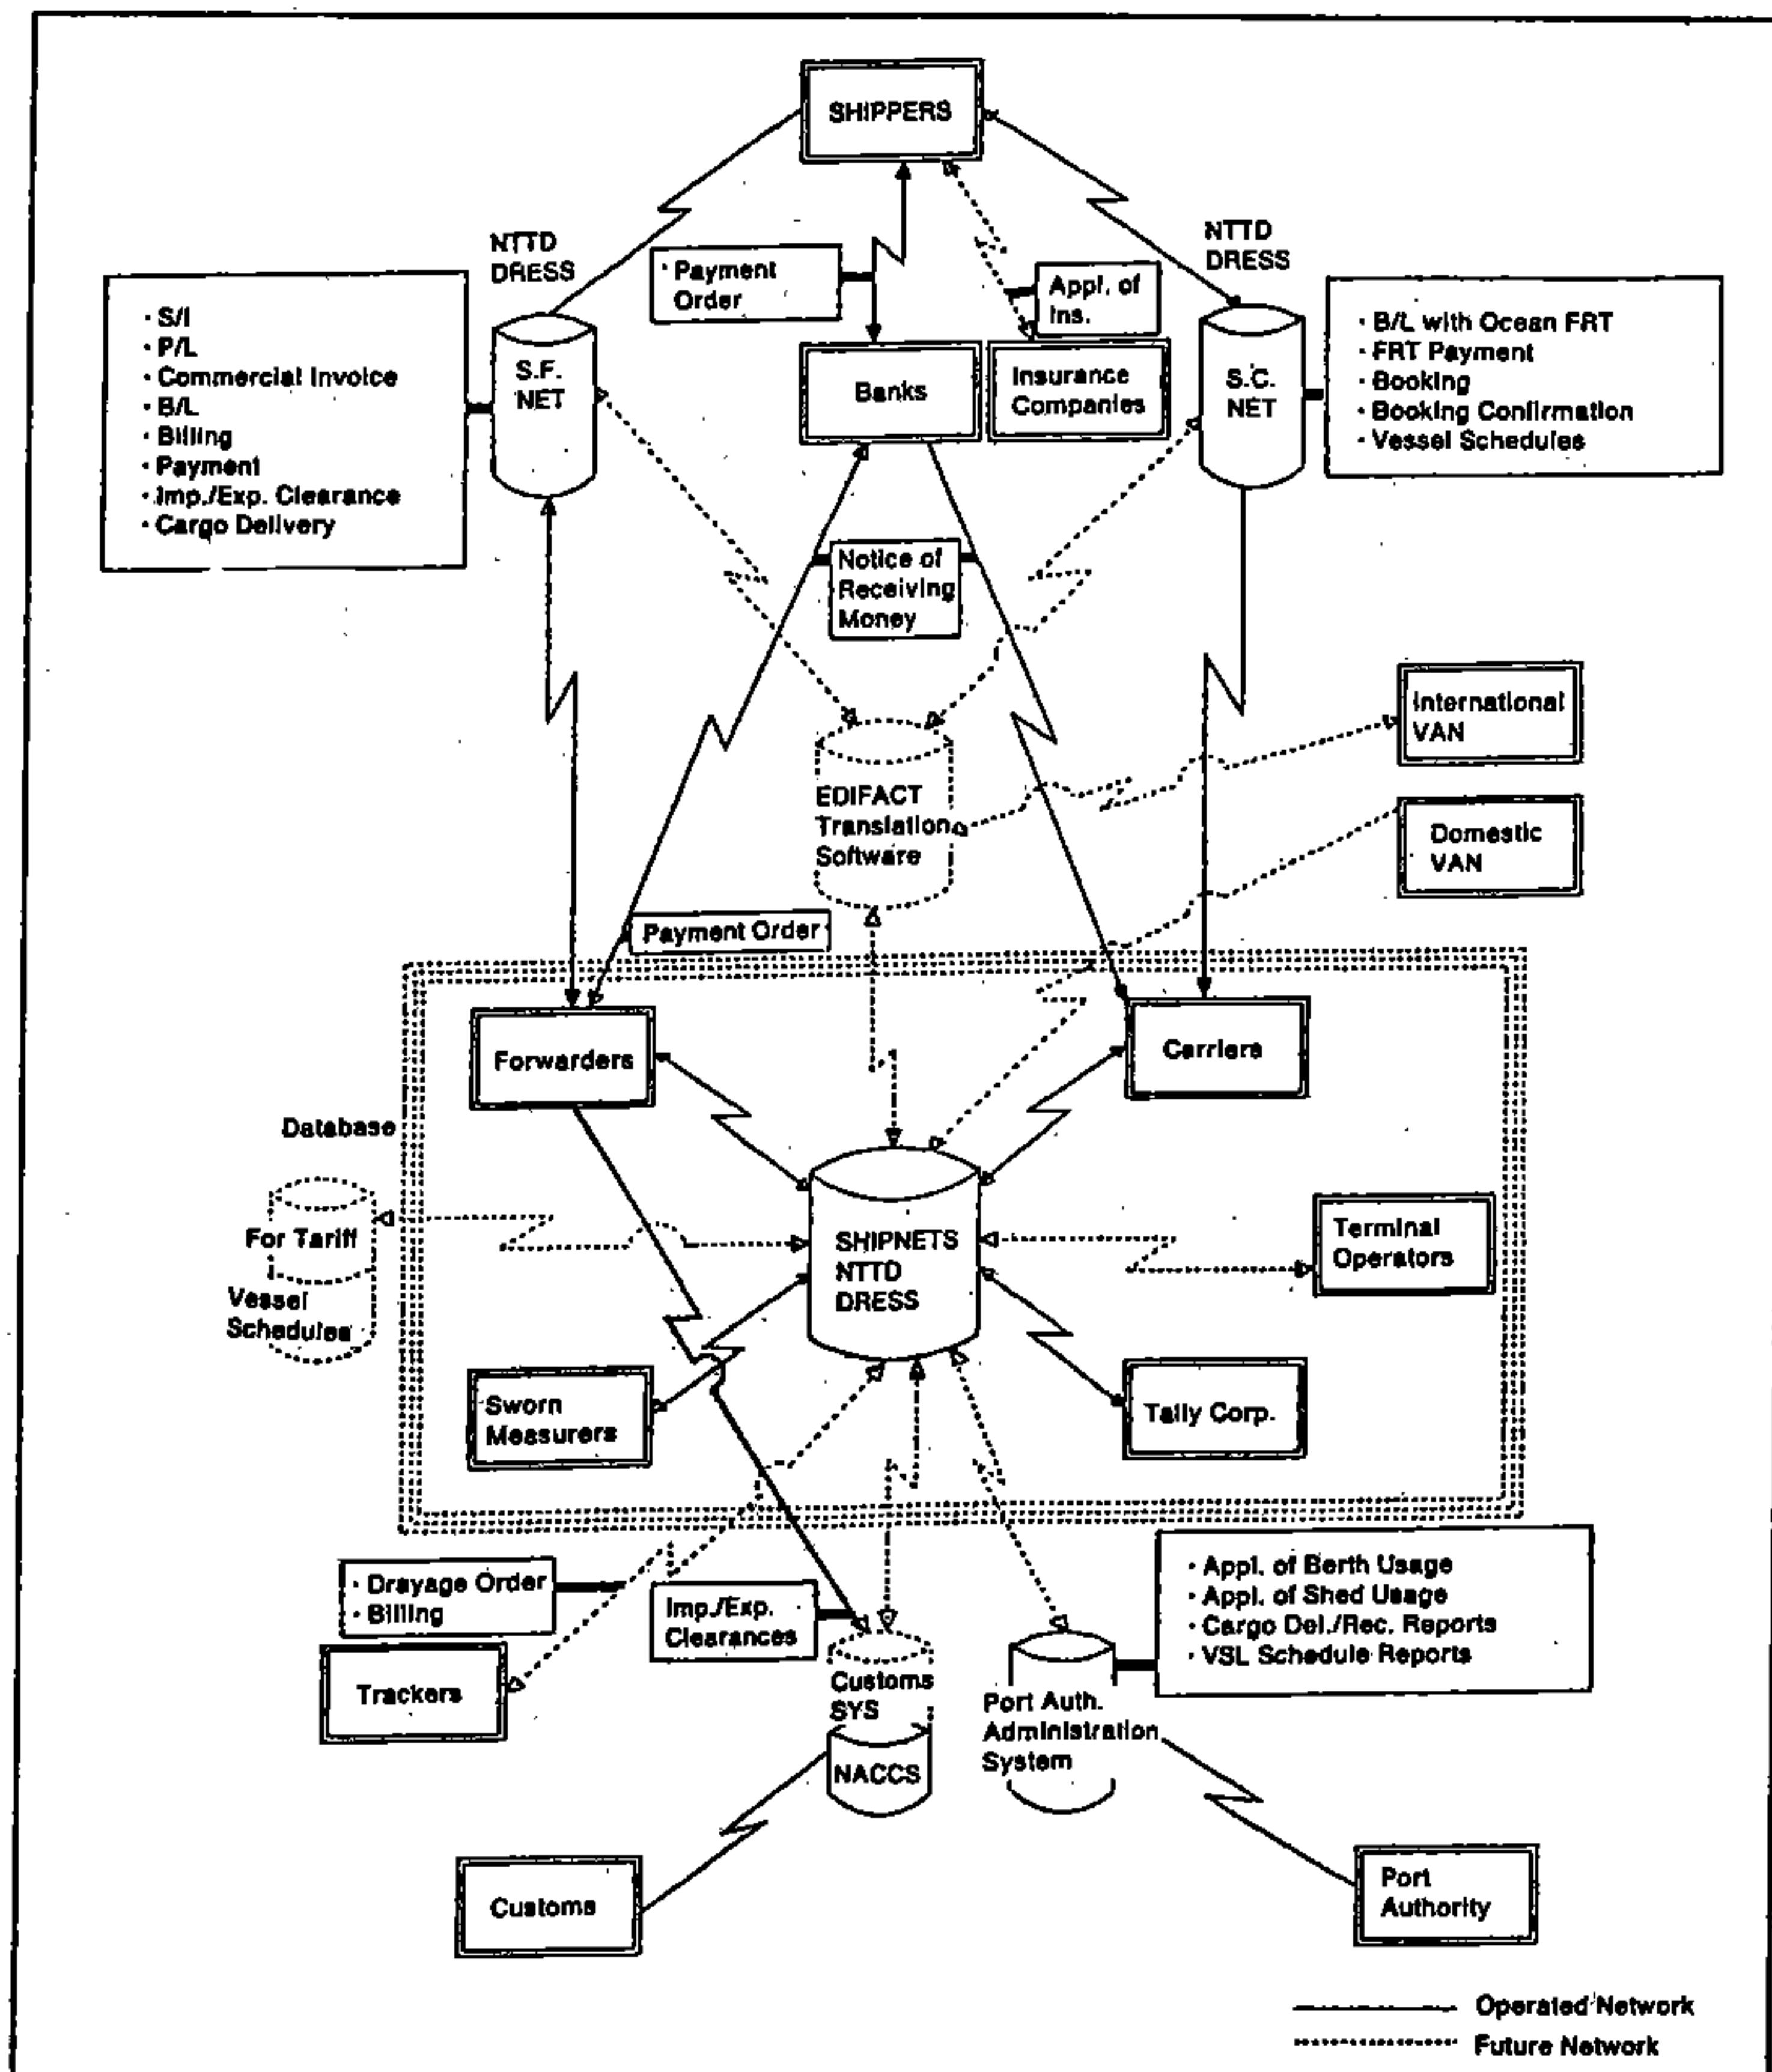 SHIPPERS
NTTD
DRESS
NTTD
DRESS
· Payment
Order
Appl. of
Ins.
· S/I
· P/L
· Commercial Invoice
· B/L
· Billing
· Payment
· Imp./Exp. Clearance
· Cargo Delivery
S.F.
NET
Banks
Insurance
Companies
S.C.
NET
· B/L with Ocean FRT
· FRT Payment
· Booking
· Booking Confirmation
· Vessel Schedules
Notice of
Receiving
Money
International
VAN
EDIFACT
Translation
Software
Domestic
VAN
Payment Order
Forwarders
Carriers
Database
For Tariff
Vessel
Schedules
SHIPNETS
NTTD
DRESS
Terminal
Operators
Sworn
Measurers
Tally Corp.
· Drayage Order
· Billing
Imp./Exp.
Clearances
· Appl. of Berth Usage
· Appl. of Shed Usage
· Cargo Del./Rec. Reports
· VSL Schedule Reports
Trackers
Customs
SYS
NACCS
Port Auth.
Administration
System
Customs
Port
Authority
Operated Network
Future Network